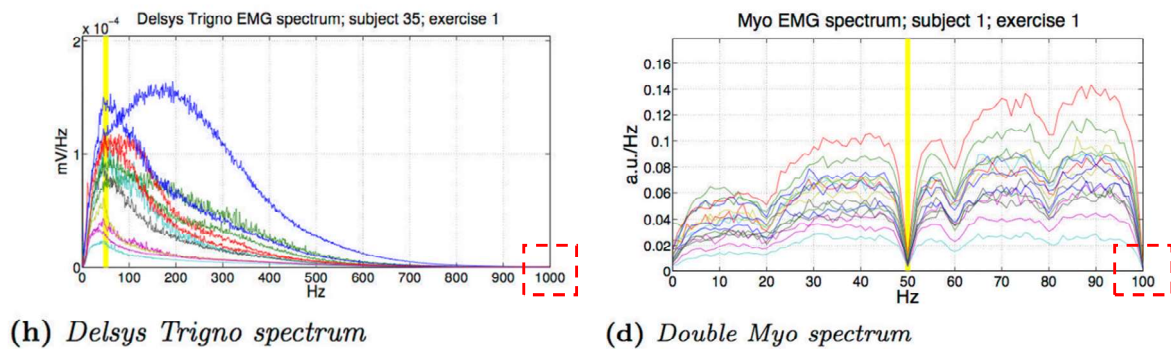 Delsys Trigno EMG spectrum; subject 35; exercise 1
2 x 10⁻⁴
mV/Hz
1
0
0 100 200 300 400 500 600 700 800 900 1000
Hz
(h) Delsys Trigno spectrum
Myo EMG spectrum; subject 1; exercise 1
a.u./Hz
0.16
0.14
0.12
0.1
0.08
0.06
0.04
0.02
0
0 10 20 30 40 50 60 70 80 90 100
Hz
(d) Double Myo spectrum